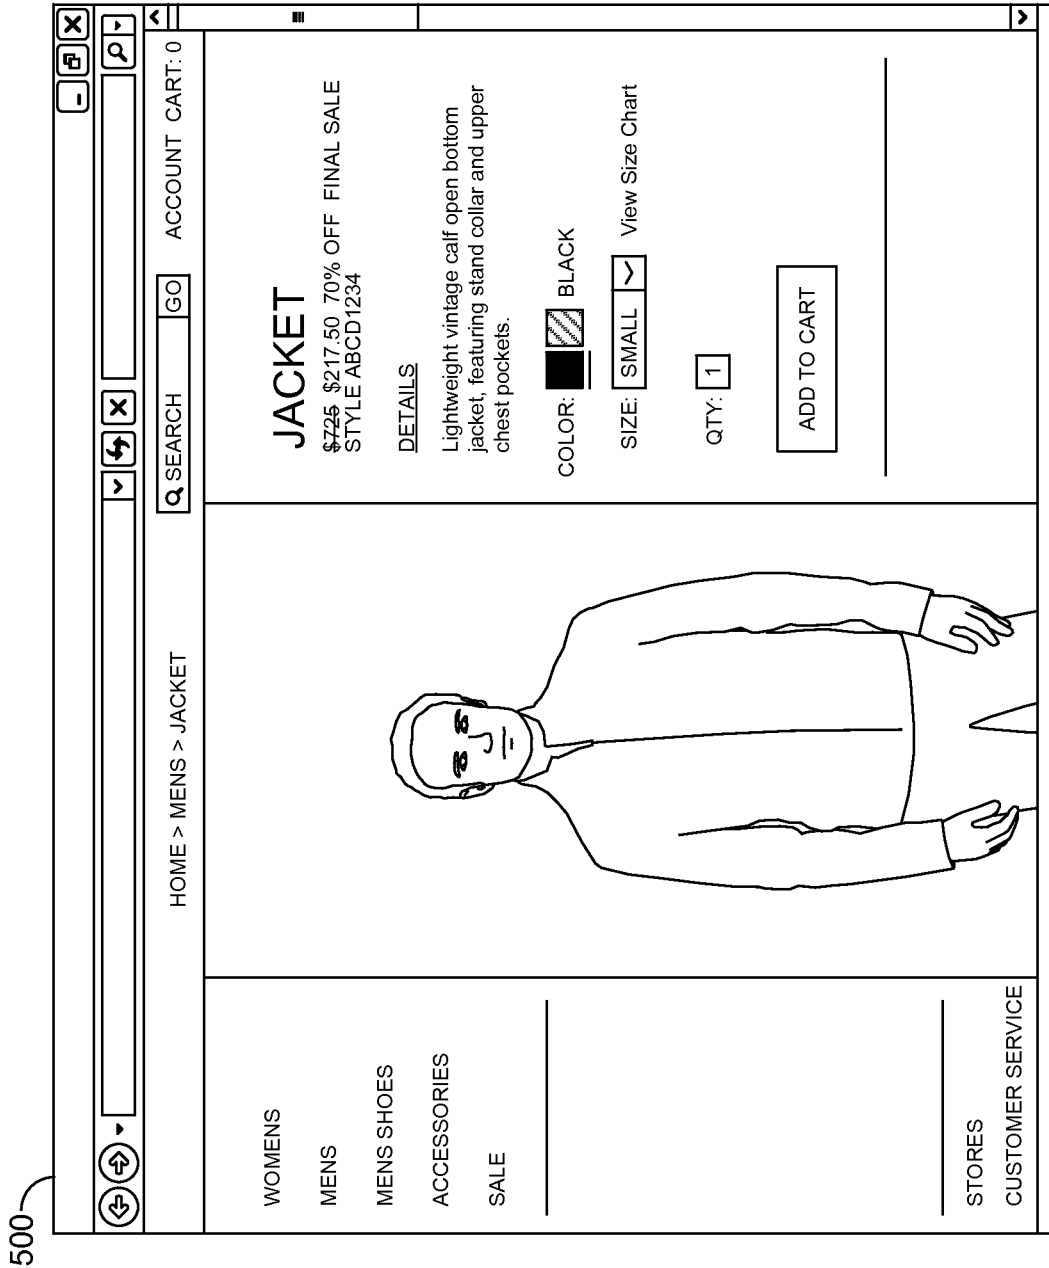 500
SEARCH GO ACCOUNT CART: 0
HOME > MENS > JACKET
WOMENS
MENS
MENS SHOES
ACCESSORIES
SALE
STORES
CUSTOMER SERVICE
JACKET
$725 $217.50 70% OFF FINAL SALE
STYLE ABCD1234
DETAILS
Lightweight vintage calf open bottom
jacket, featuring stand collar and upper
chest pockets.
COLOR: BLACK
SIZE: SMALL View Size Chart
QTY: 1
ADD TO CART